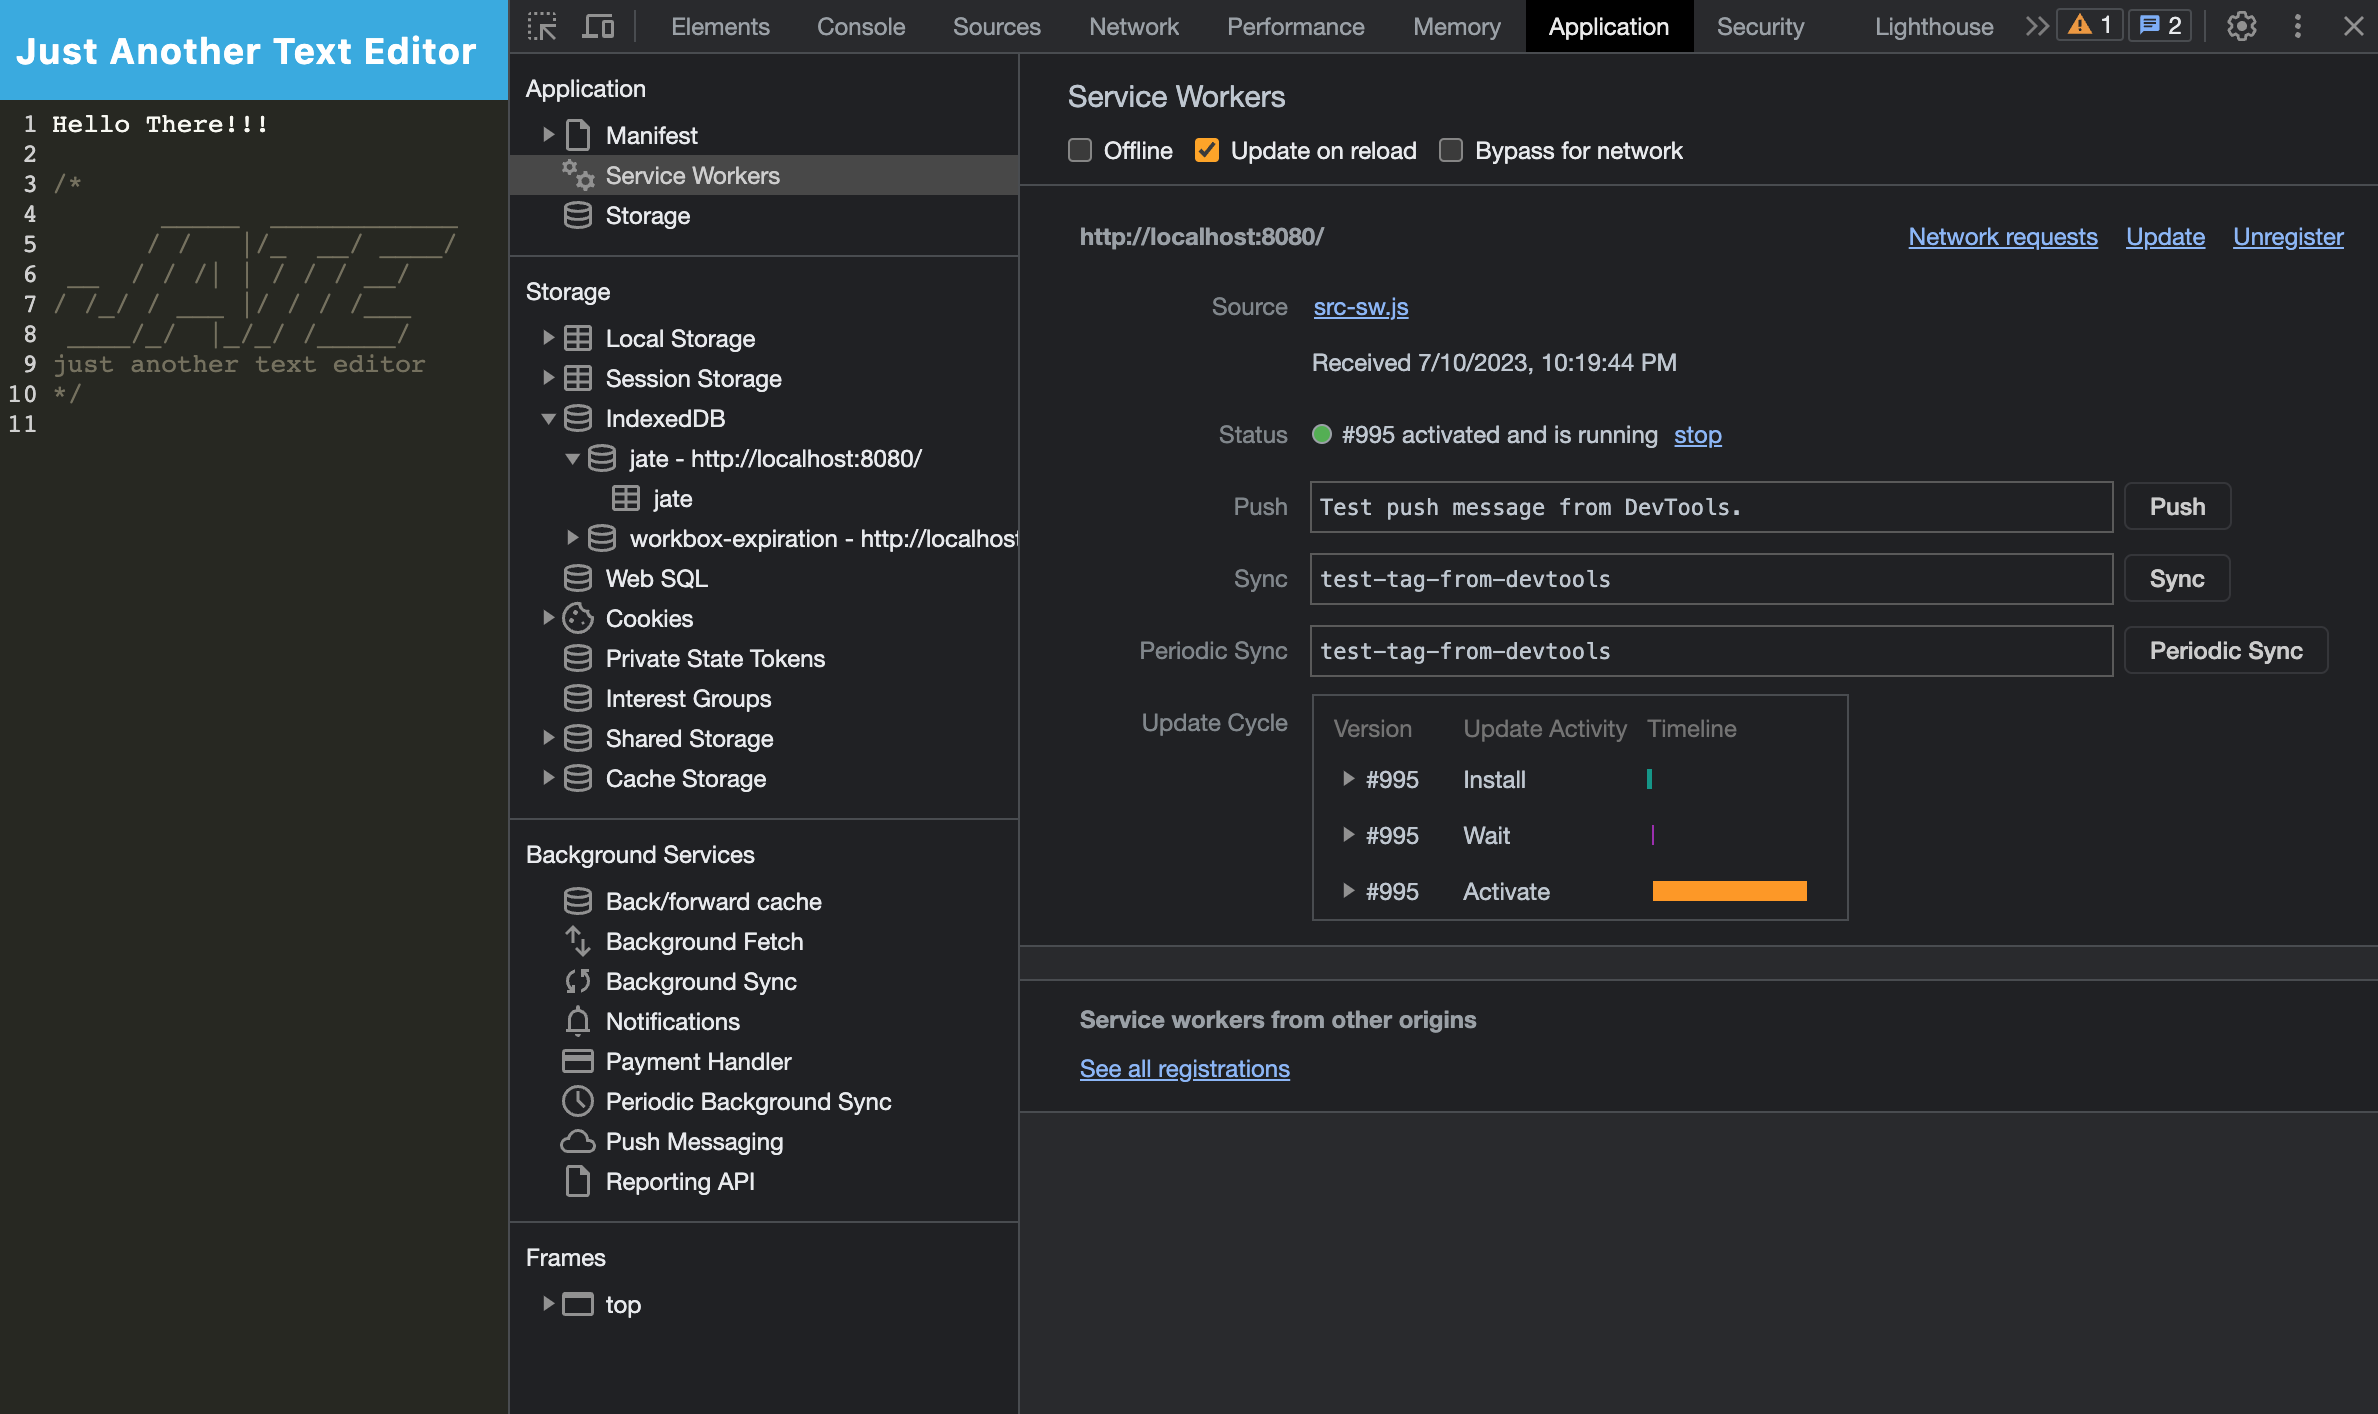 Just Another Text Editor
1 Hello There!!!
2
3 /*
4
5
6
7
8
9 just another text editor
10 */
11
Elements Console Sources Network Performance Memory Application Security Lighthouse 1 2
Application
Manifest
Service Workers
Storage
Storage
Local Storage
Session Storage
IndexedDB
jate - http://localhost:8080/
jate
workbox-expiration - http://localhost
Web SQL
Cookies
Private State Tokens
Interest Groups
Shared Storage
Cache Storage
Background Services
Back/forward cache
Background Fetch
Background Sync
Notifications
Payment Handler
Periodic Background Sync
Push Messaging
Reporting API
Frames
top
Service Workers
Offline Update on reload Bypass for network
http://localhost:8080/ Network requests Update Unregister
Source src-sw.js
Received 7/10/2023, 10:19:44 PM
Status #995 activated and is running stop
Push Test push message from DevTools. Push
Sync test-tag-from-devtools Sync
Periodic Sync test-tag-from-devtools Periodic Sync
Update Cycle Version Update Activity Timeline
#995 Install
#995 Wait
#995 Activate
Service workers from other origins
See all registrations